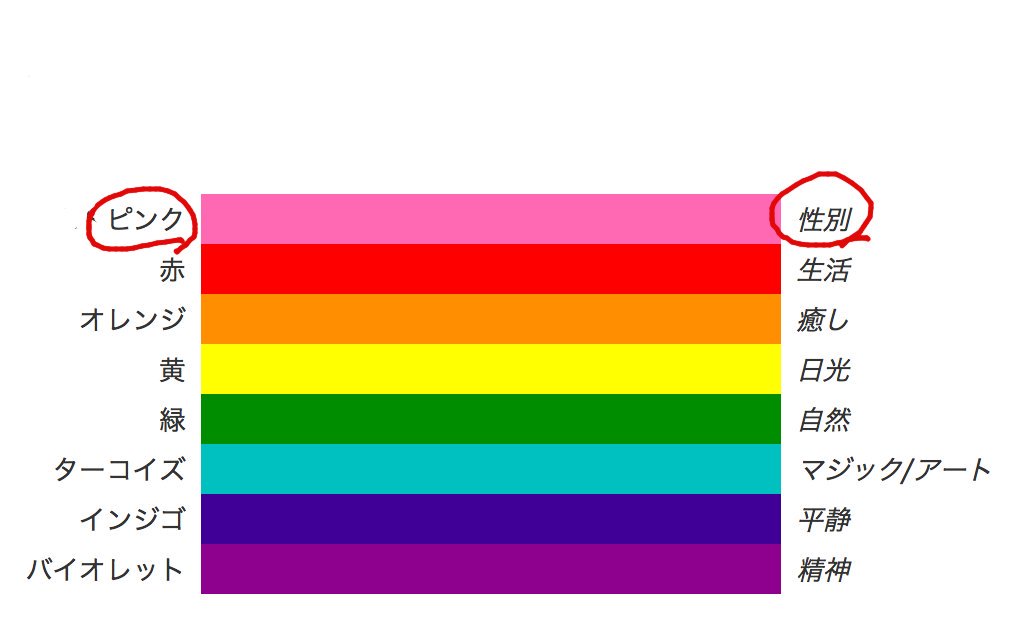 ピンク 性別
赤 生活
オレンジ 癒し
黄 日光
緑 自然
ターコイズ マジック/アート
インジゴ 平静
バイオレット 精神